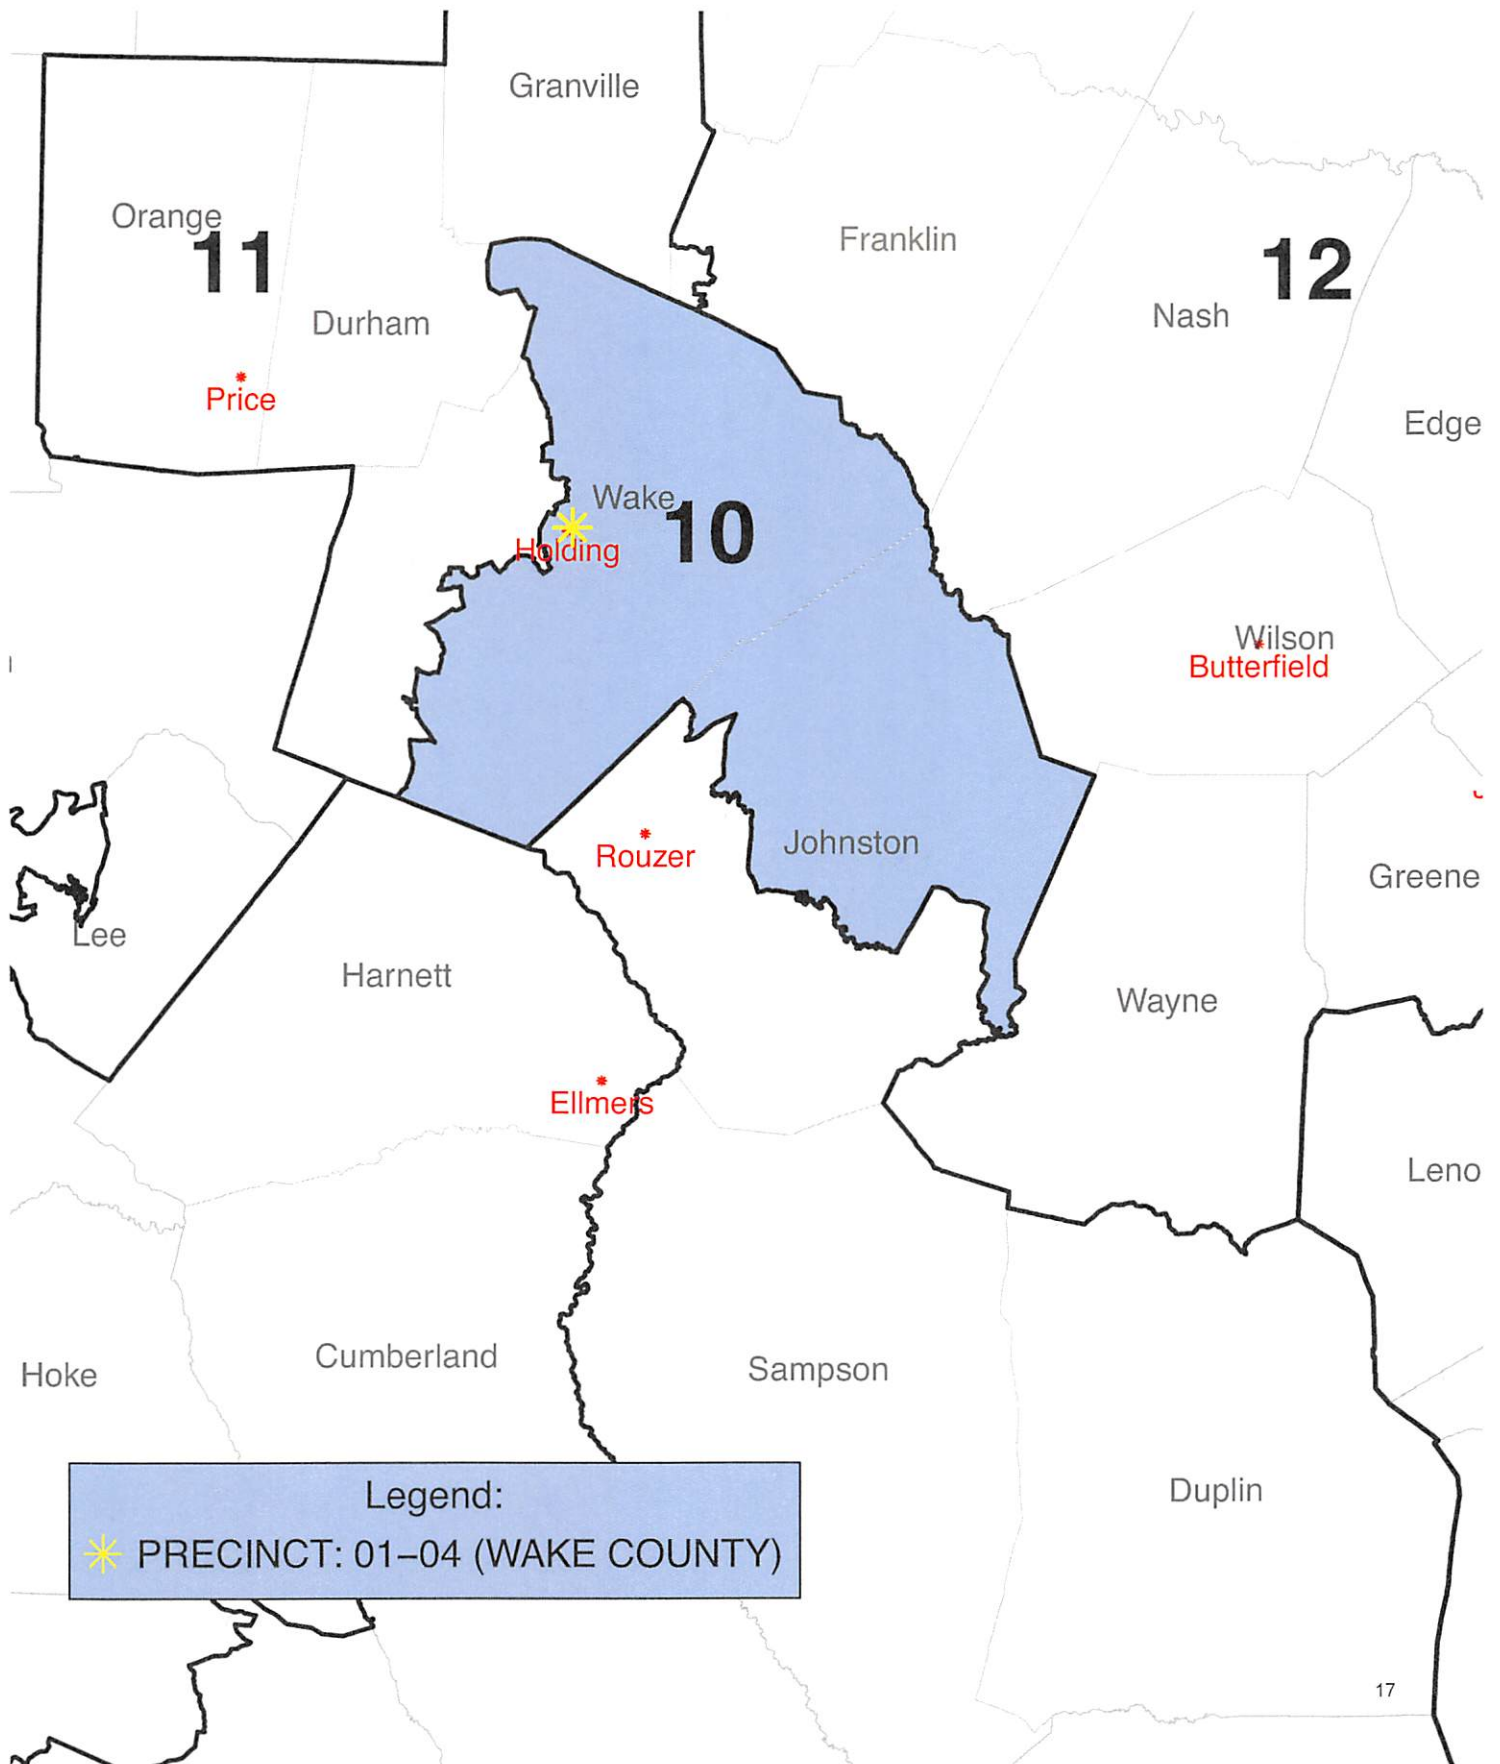 Granville
Orange
11
Franklin
12
Durham
Nash
Price
Edge
Wake
10
Holding
Wilson
Butterfield
Rouzer
Johnston
Greene
Lee
Harnett
Wayne
Ellmers
Leno
Cumberland
Sampson
Hoke
Duplin
Legend:
PRECINCT: 01–04 (WAKE COUNTY)
17